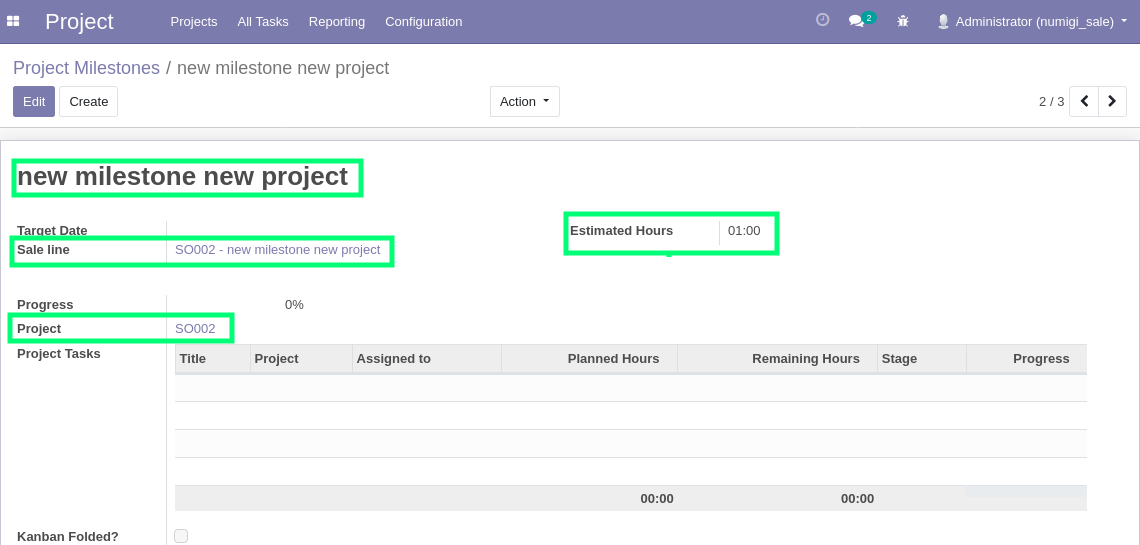 Project Projects All Tasks Reporting Configuration 2 Administrator (numigi_sale)
Project Milestones / new milestone new project
Edit Create Action 2 / 3
new milestone new project
Target Date Estimated Hours 01:00
Sale line SO002 - new milestone new project
Progress 0%
Project SO002
Project Tasks Title Project Assigned to Planned Hours Remaining Hours Stage Progress
00:00 00:00
Kanban Folded?